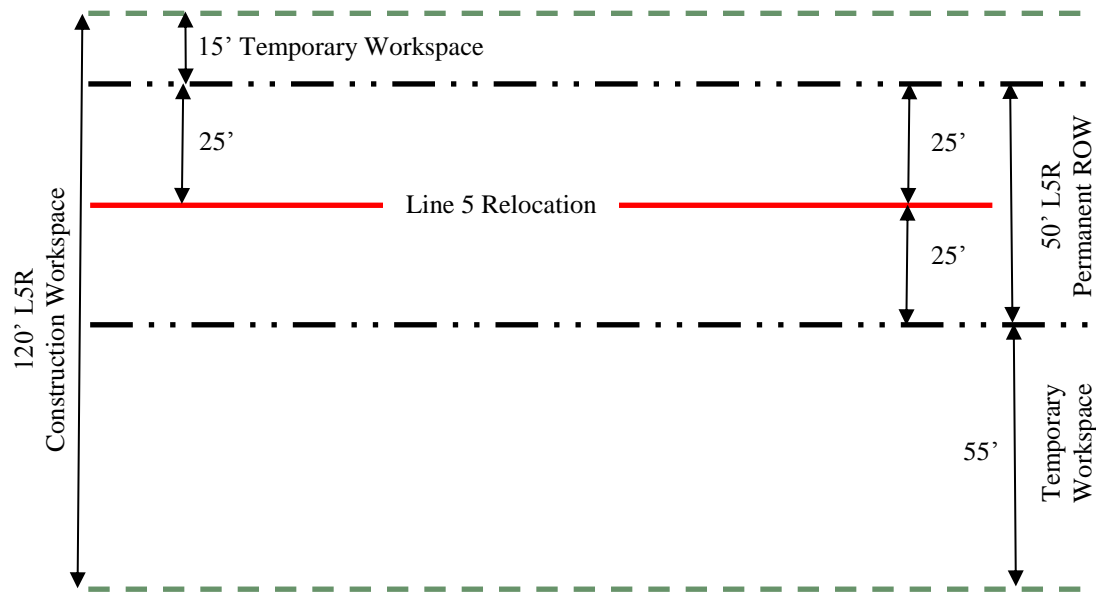 15’ Temporary Workspace
25’
25’
Line 5 Relocation
25’
50’ L5R
Permanent ROW
120’ L5R
Construction Workspace
55’
Temporary
Workspace